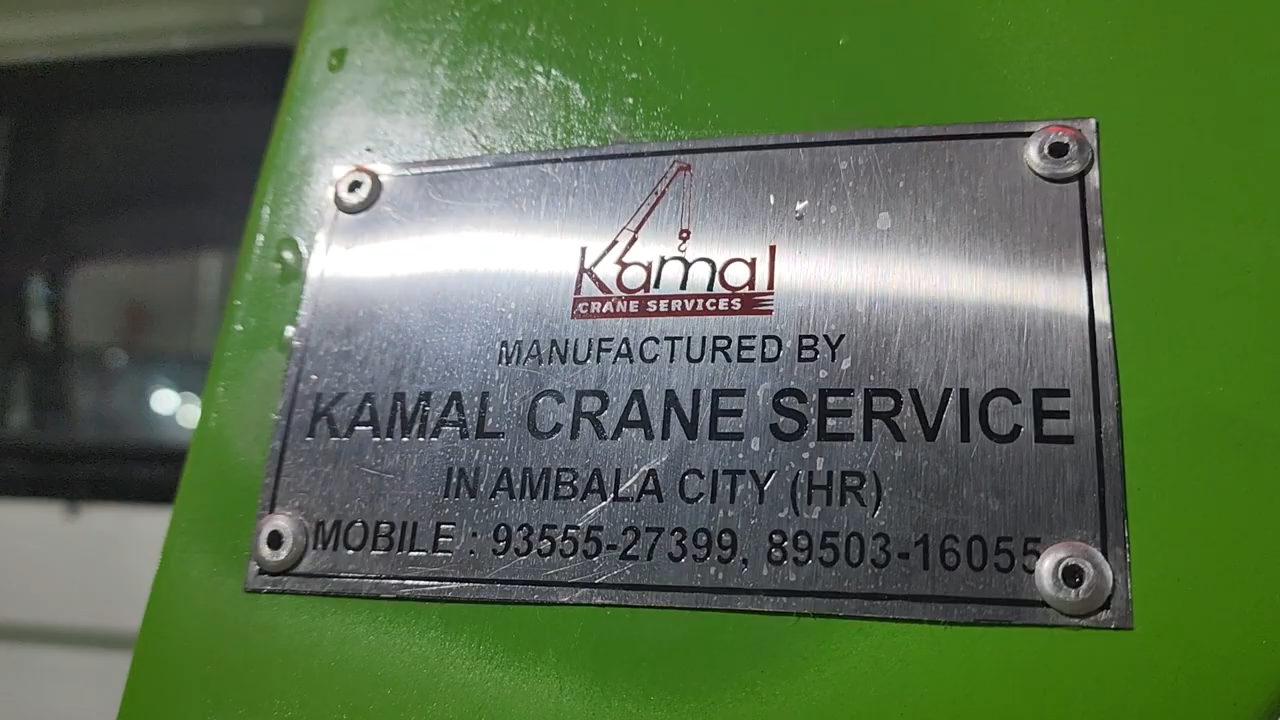 Kamal
CRANE SERVICES
MANUFACTURED BY
KAMAL CRANE SERVICE
IN AMBALA CITY (HR)
MOBILE : 93555-27399, 89503-16055